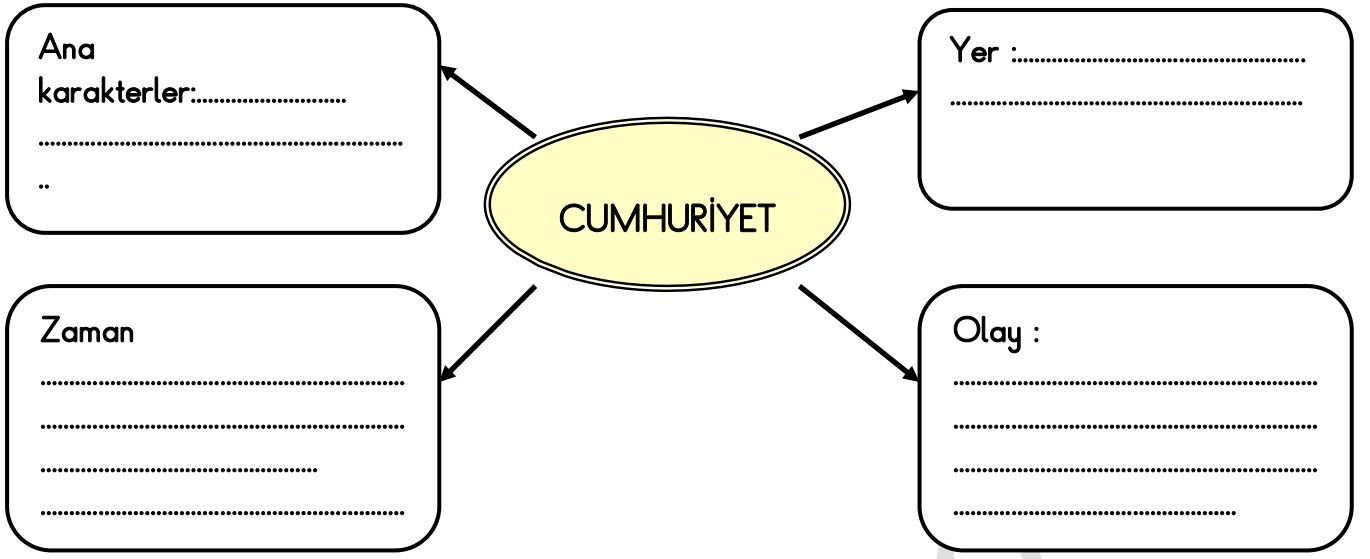 Ana
karakterler:..........................
................................................................
..
Yer :..................................................
.............................................................
CUMHURİYET
Zaman
................................................................
................................................................
................................................
................................................................
Olay :
................................................................
................................................................
................................................................
.................................................